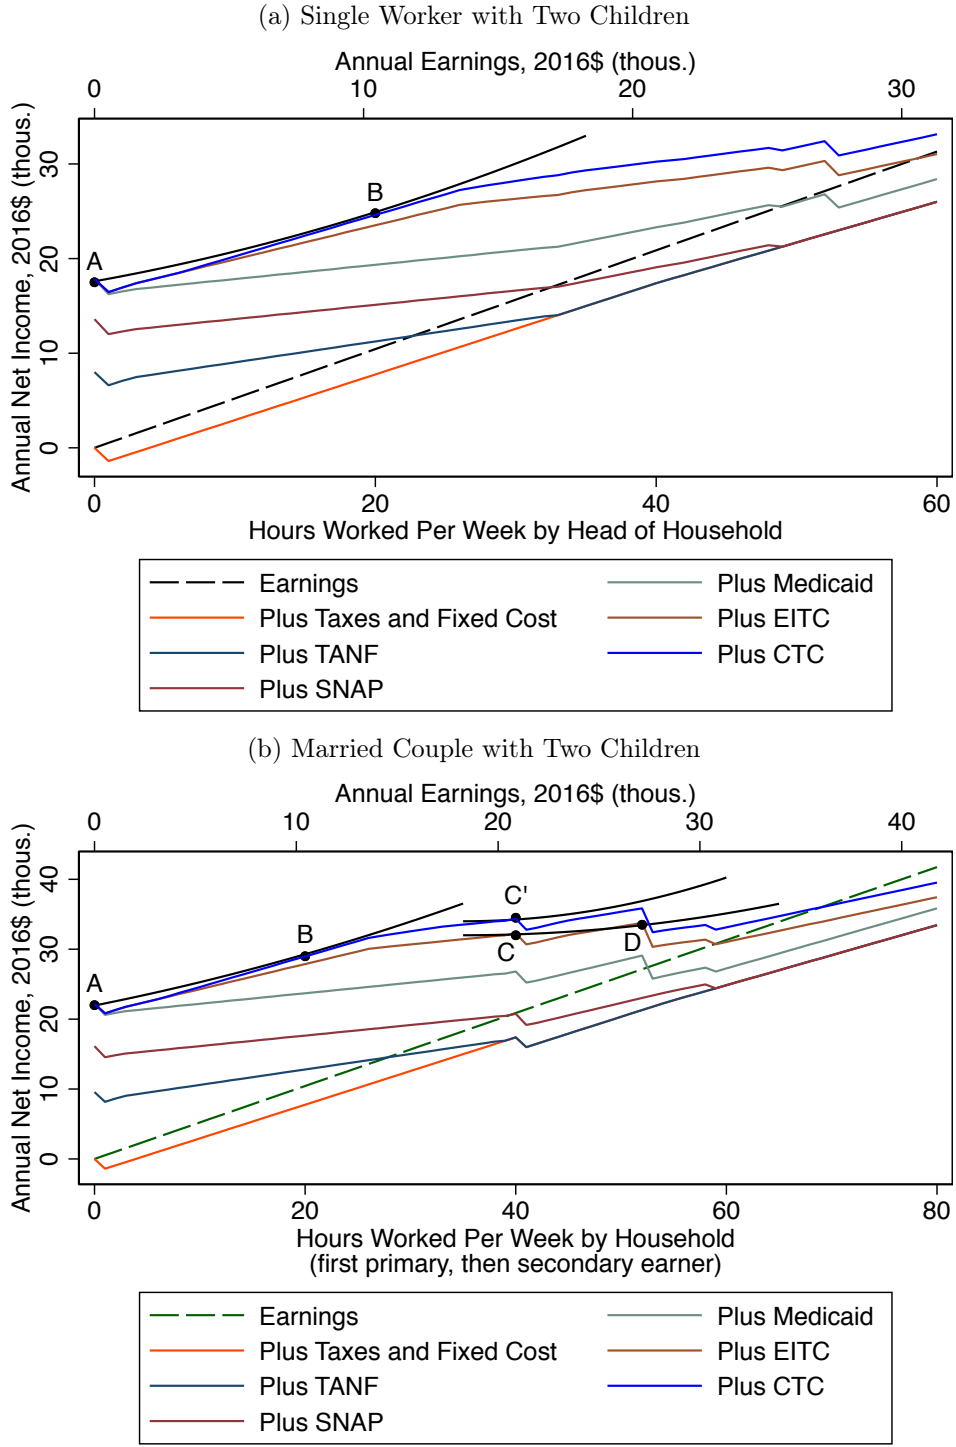 (a) Single Worker with Two Children
Annual Earnings, 2016$ (thous.)
0 10 20 30
Annual Net Income, 2016$ (thous.)
30
20
10
0
A
B
0 20 40 60
Hours Worked Per Week by Head of Household
Earnings
Plus Taxes and Fixed Cost
Plus TANF
Plus SNAP
Plus Medicaid
Plus EITC
Plus CTC
(b) Married Couple with Two Children
Annual Earnings, 2016$ (thous.)
0 10 20 30 40
Annual Net Income, 2016$ (thous.)
40
30
20
10
0
A
B
C'
C
D
0 20 40 60 80
Hours Worked Per Week by Household
(first primary, then secondary earner)
Earnings
Plus Taxes and Fixed Cost
Plus TANF
Plus SNAP
Plus Medicaid
Plus EITC
Plus CTC